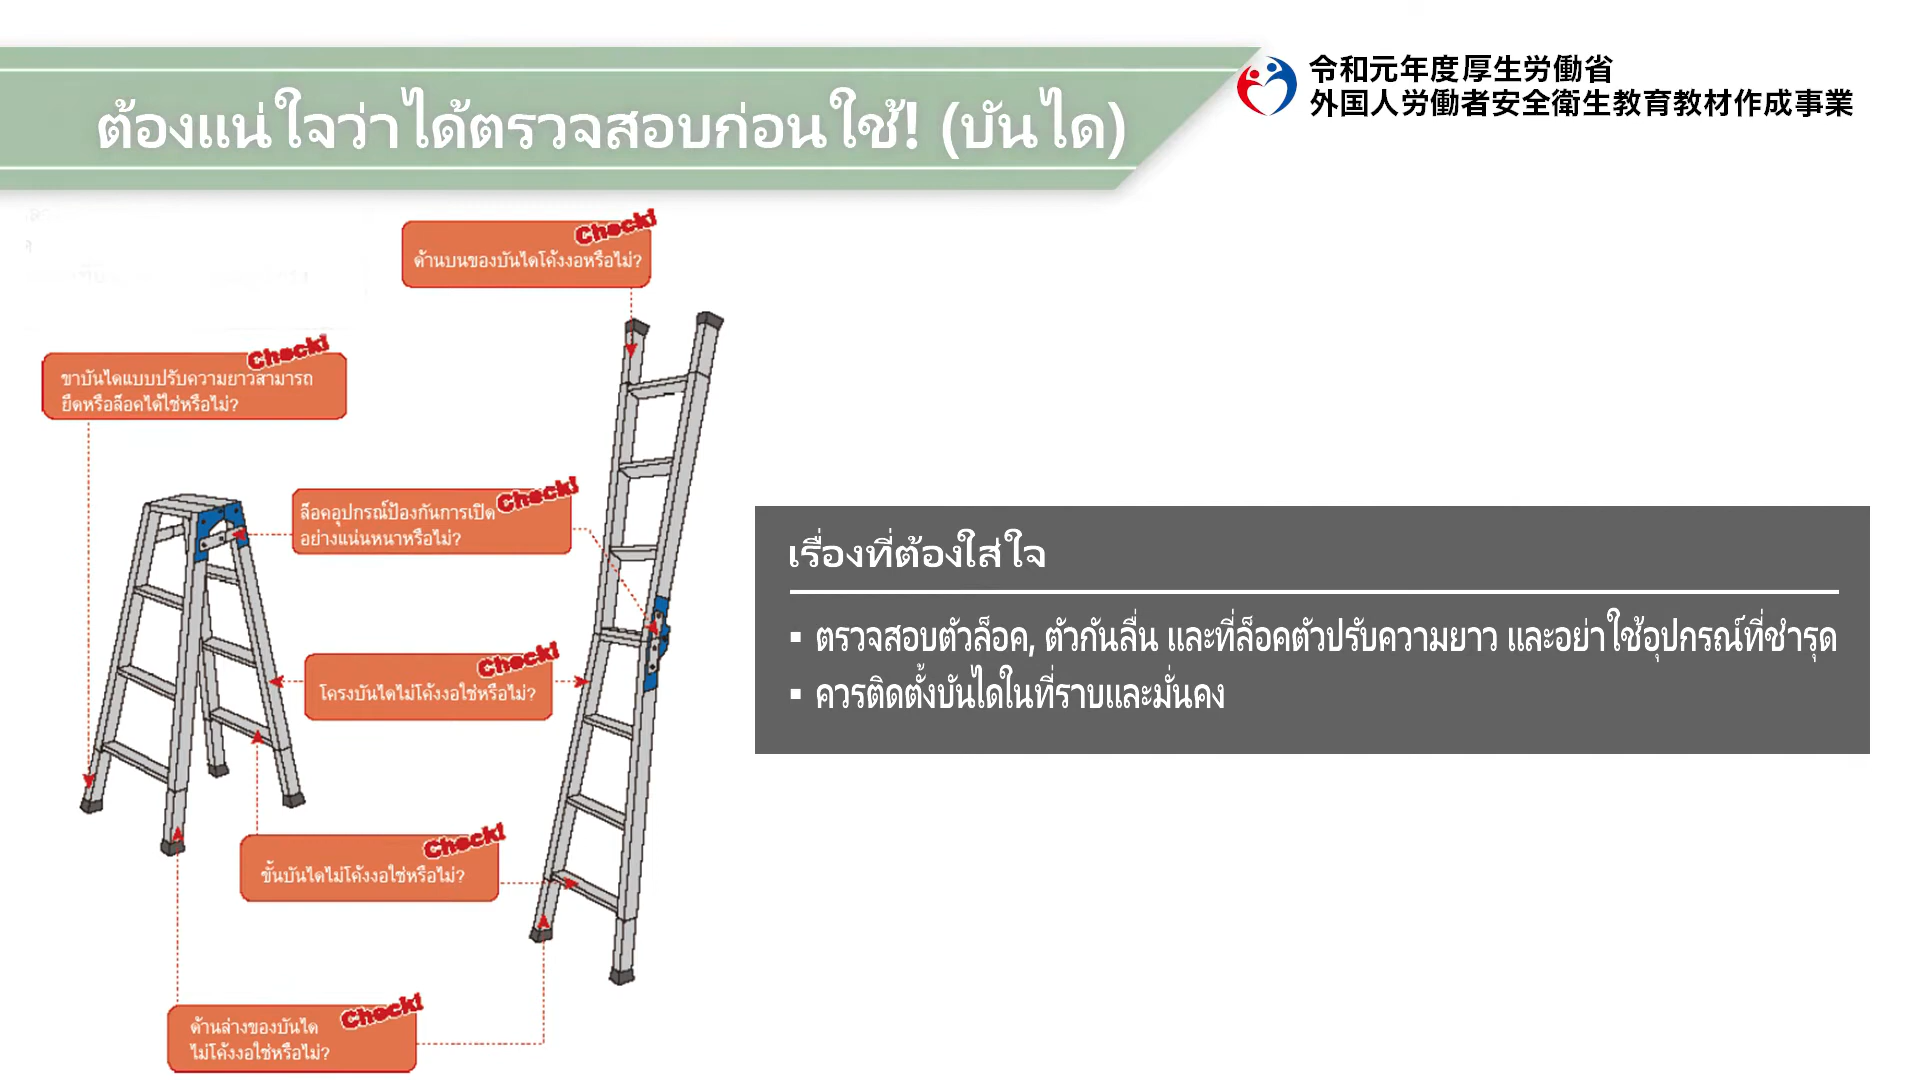 ต้องแน่ใจว่าได้ตรวจสอบก่อนใช้! (บันได)
令和元年度厚生労働省
外国人労働者安全衛生教育教材作成事業
Check!
ด้านบนของบันไดโค้งงอหรือไม่?
Check!
ขาบันไดแบบปรับความยาวสามารถ
ยืดหรือล็อคได้ใช่หรือไม่?
Check!
ล็อคอุปกรณ์ป้องกันการเปิด
อย่างแน่นหนาหรือไม่?
Check!
โครงบันไดไม่โค้งงอใช่หรือไม่?
Check!
ขั้นบันไดไม่โค้งงอใช่หรือไม่?
Check!
ด้านล่างของบันได
ไม่โค้งงอใช่หรือไม่?
เรื่องที่ต้องใส่ใจ
▪ ตรวจสอบตัวล็อค, ตัวกันลื่น และที่ล็อคตัวปรับความยาว และอย่าใช้อุปกรณ์ที่ชำรุด
▪ ควรติดตั้งบันไดในที่ราบและมั่นคง